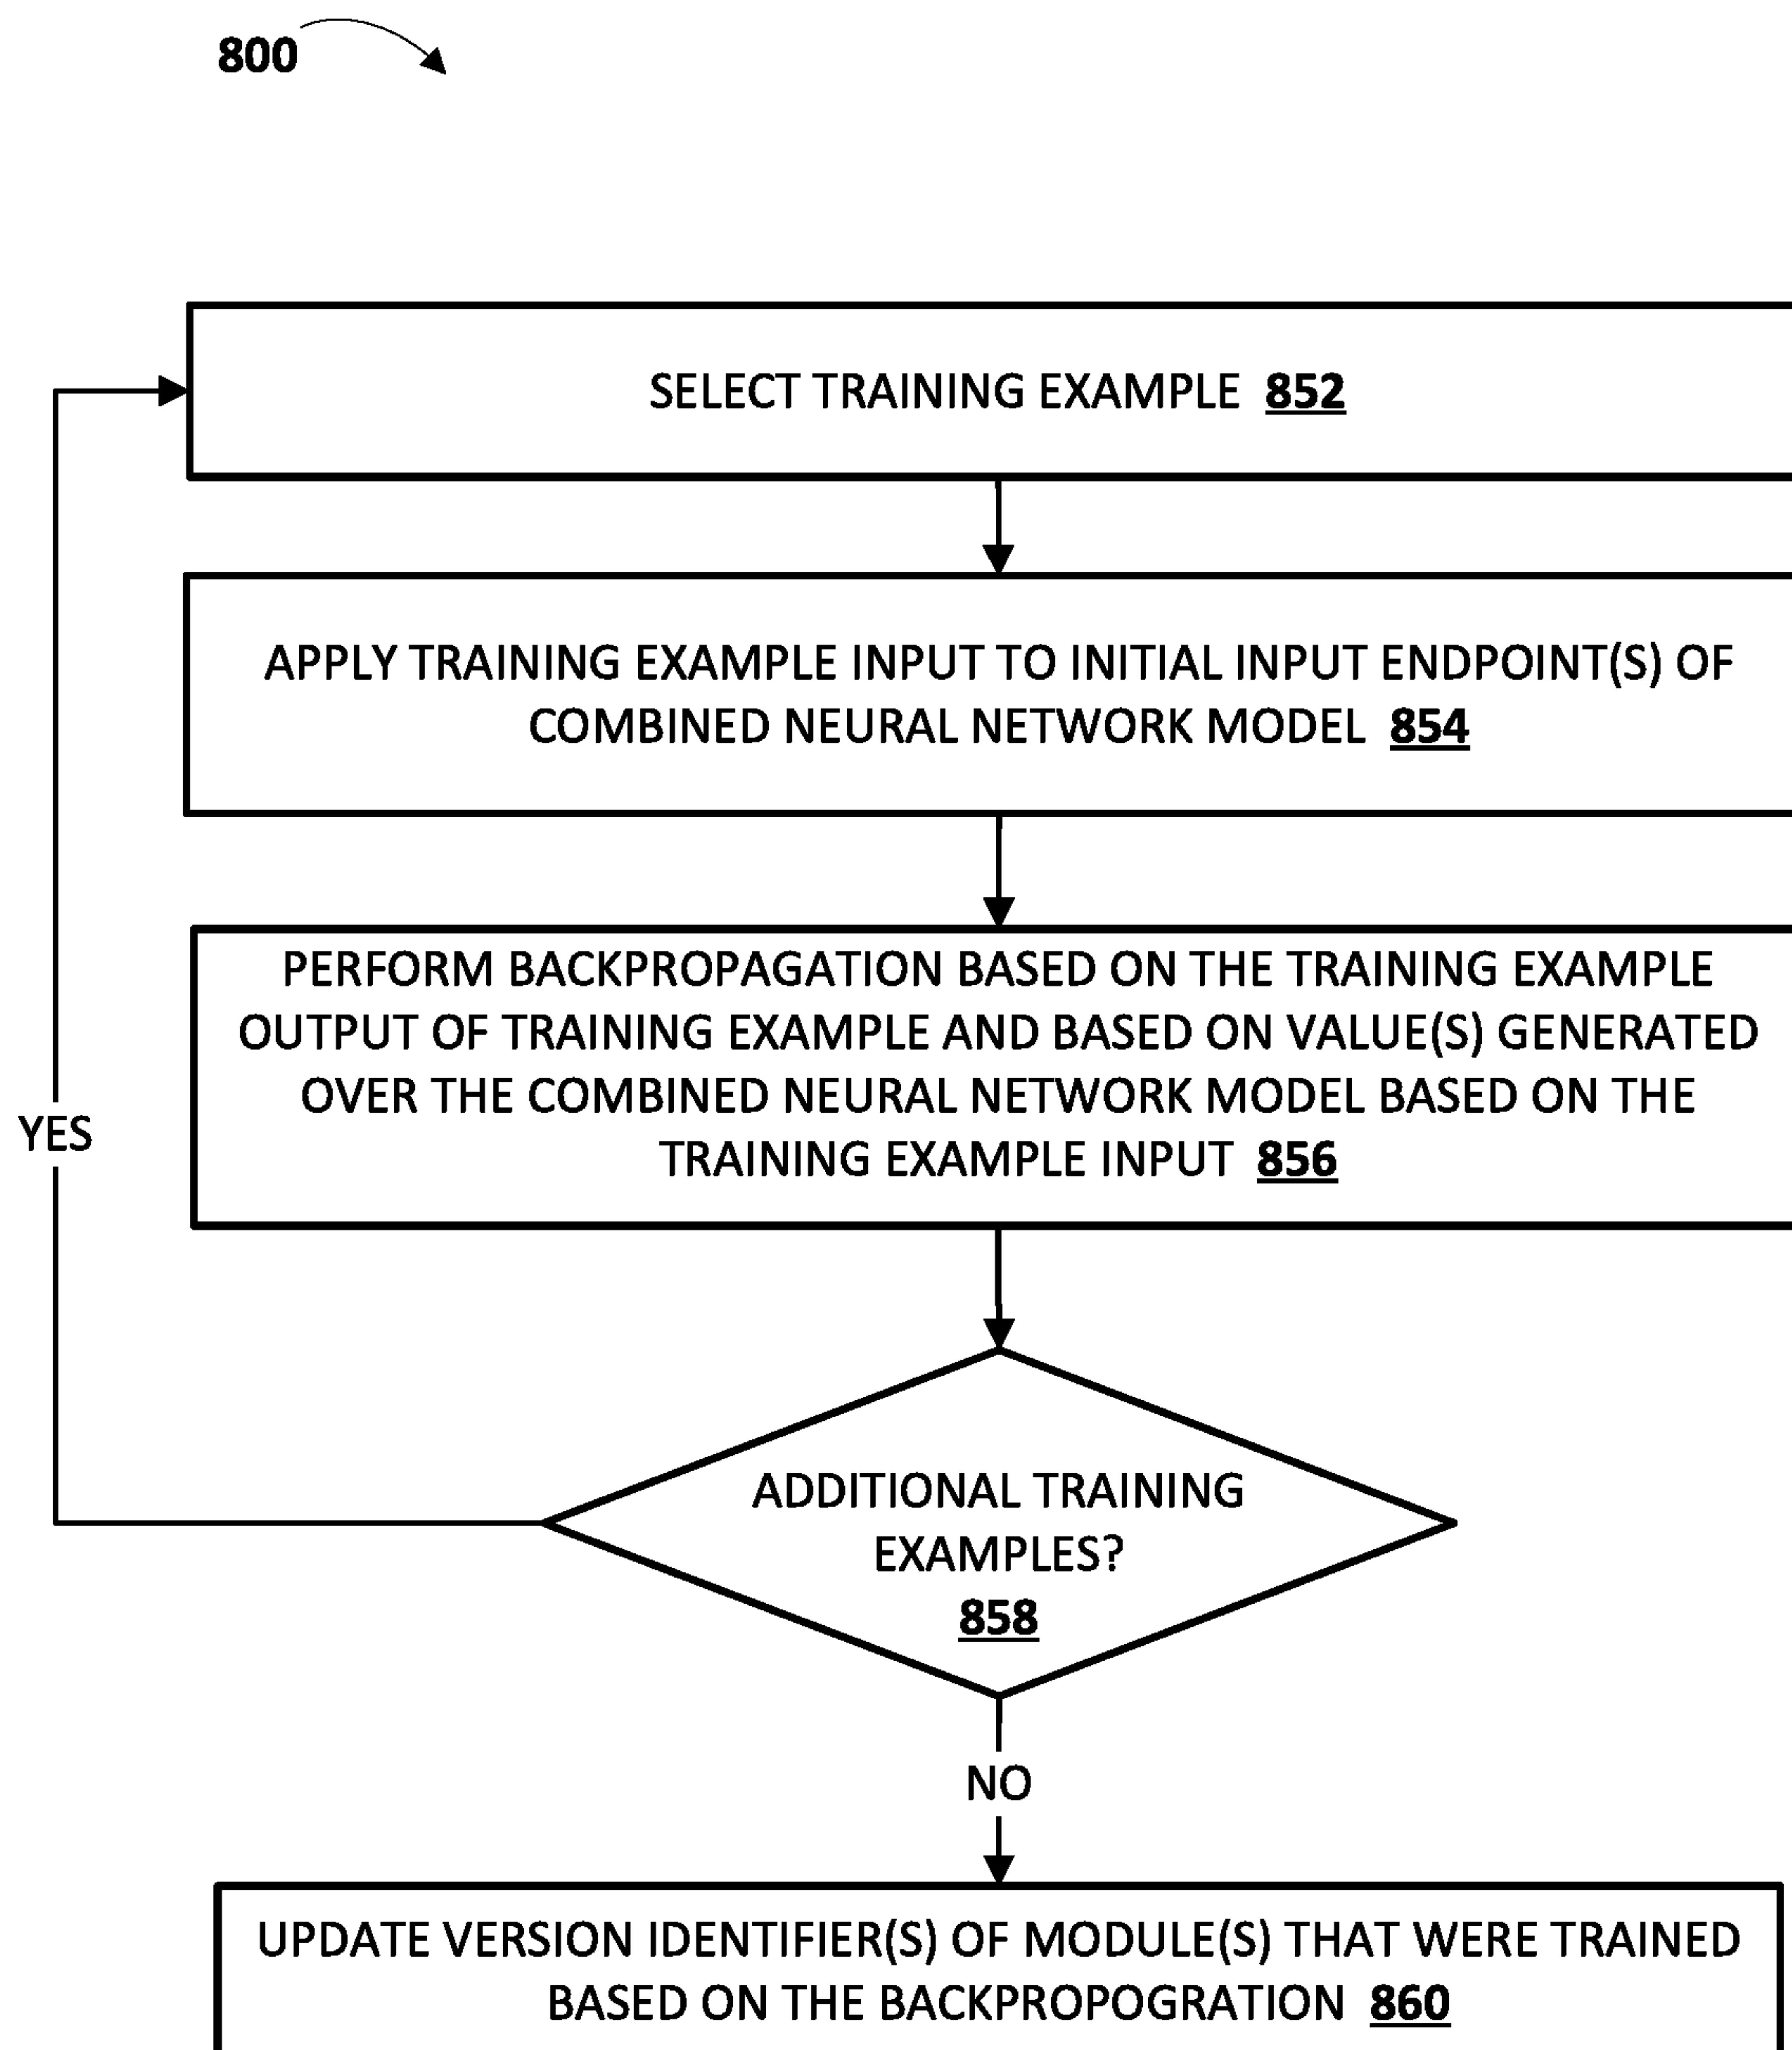 800
SELECT TRAINING EXAMPLE 852
APPLY TRAINING EXAMPLE INPUT TO INITIAL INPUT ENDPOINT(S) OF
COMBINED NEURAL NETWORK MODEL 854
PERFORM BACKPROPAGATION BASED ON THE TRAINING EXAMPLE
OUTPUT OF TRAINING EXAMPLE AND BASED ON VALUE(S) GENERATED
OVER THE COMBINED NEURAL NETWORK MODEL BASED ON THE
TRAINING EXAMPLE INPUT 856
YES
ADDITIONAL TRAINING
EXAMPLES?
858
NO
UPDATE VERSION IDENTIFIER(S) OF MODULE(S) THAT WERE TRAINED
BASED ON THE BACKPROPOGRATION 860